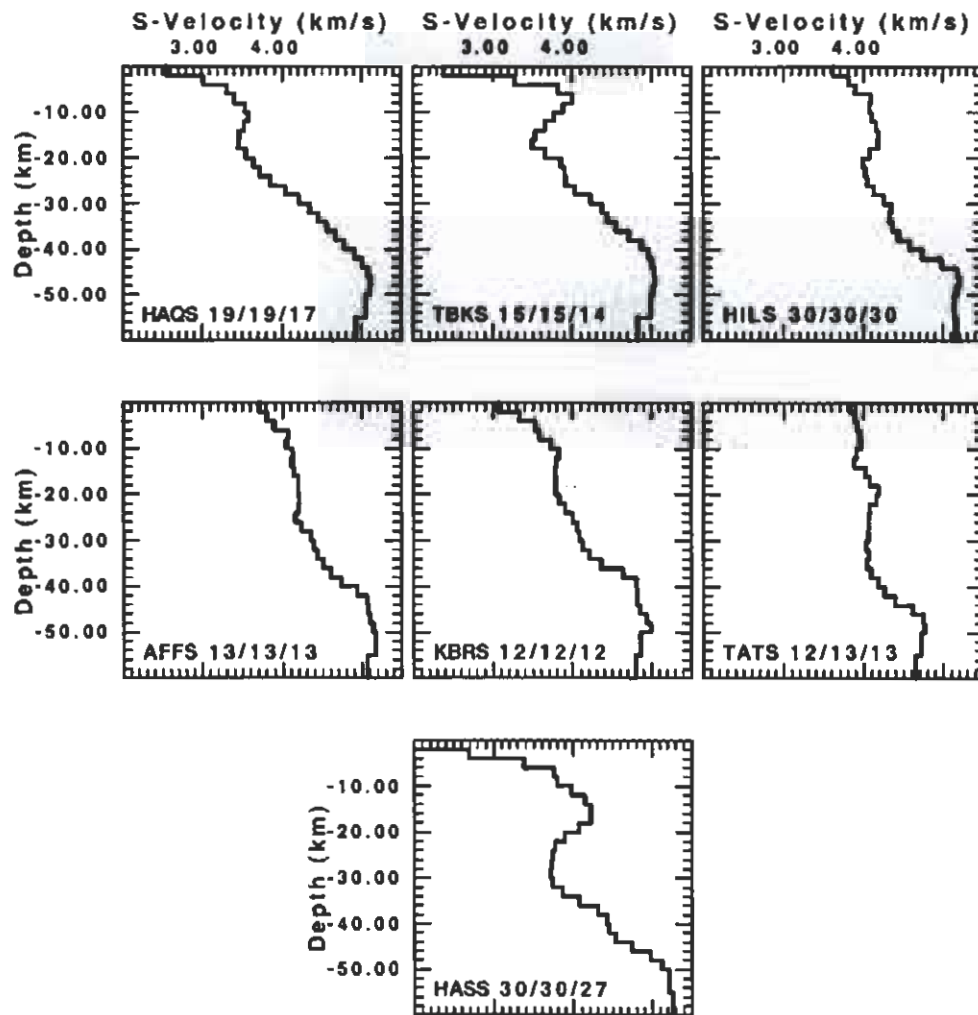 S-Velocity (km/s) S-Velocity (km/s) S-Velocity (km/s)
3.00 4.00 3.00 4.00 3.00 4.00
Depth (km)
-10.00
-20.00
-30.00
-40.00
-50.00
HAQS 19/19/17 TBKS 15/15/14 HILS 30/30/30
Depth (km)
-10.00
-20.00
-30.00
-40.00
-50.00
AFFS 13/13/13 KBRS 12/12/12 TATS 12/13/13
Depth (km)
-10.00
-20.00
-30.00
-40.00
-50.00
HASS 30/30/27